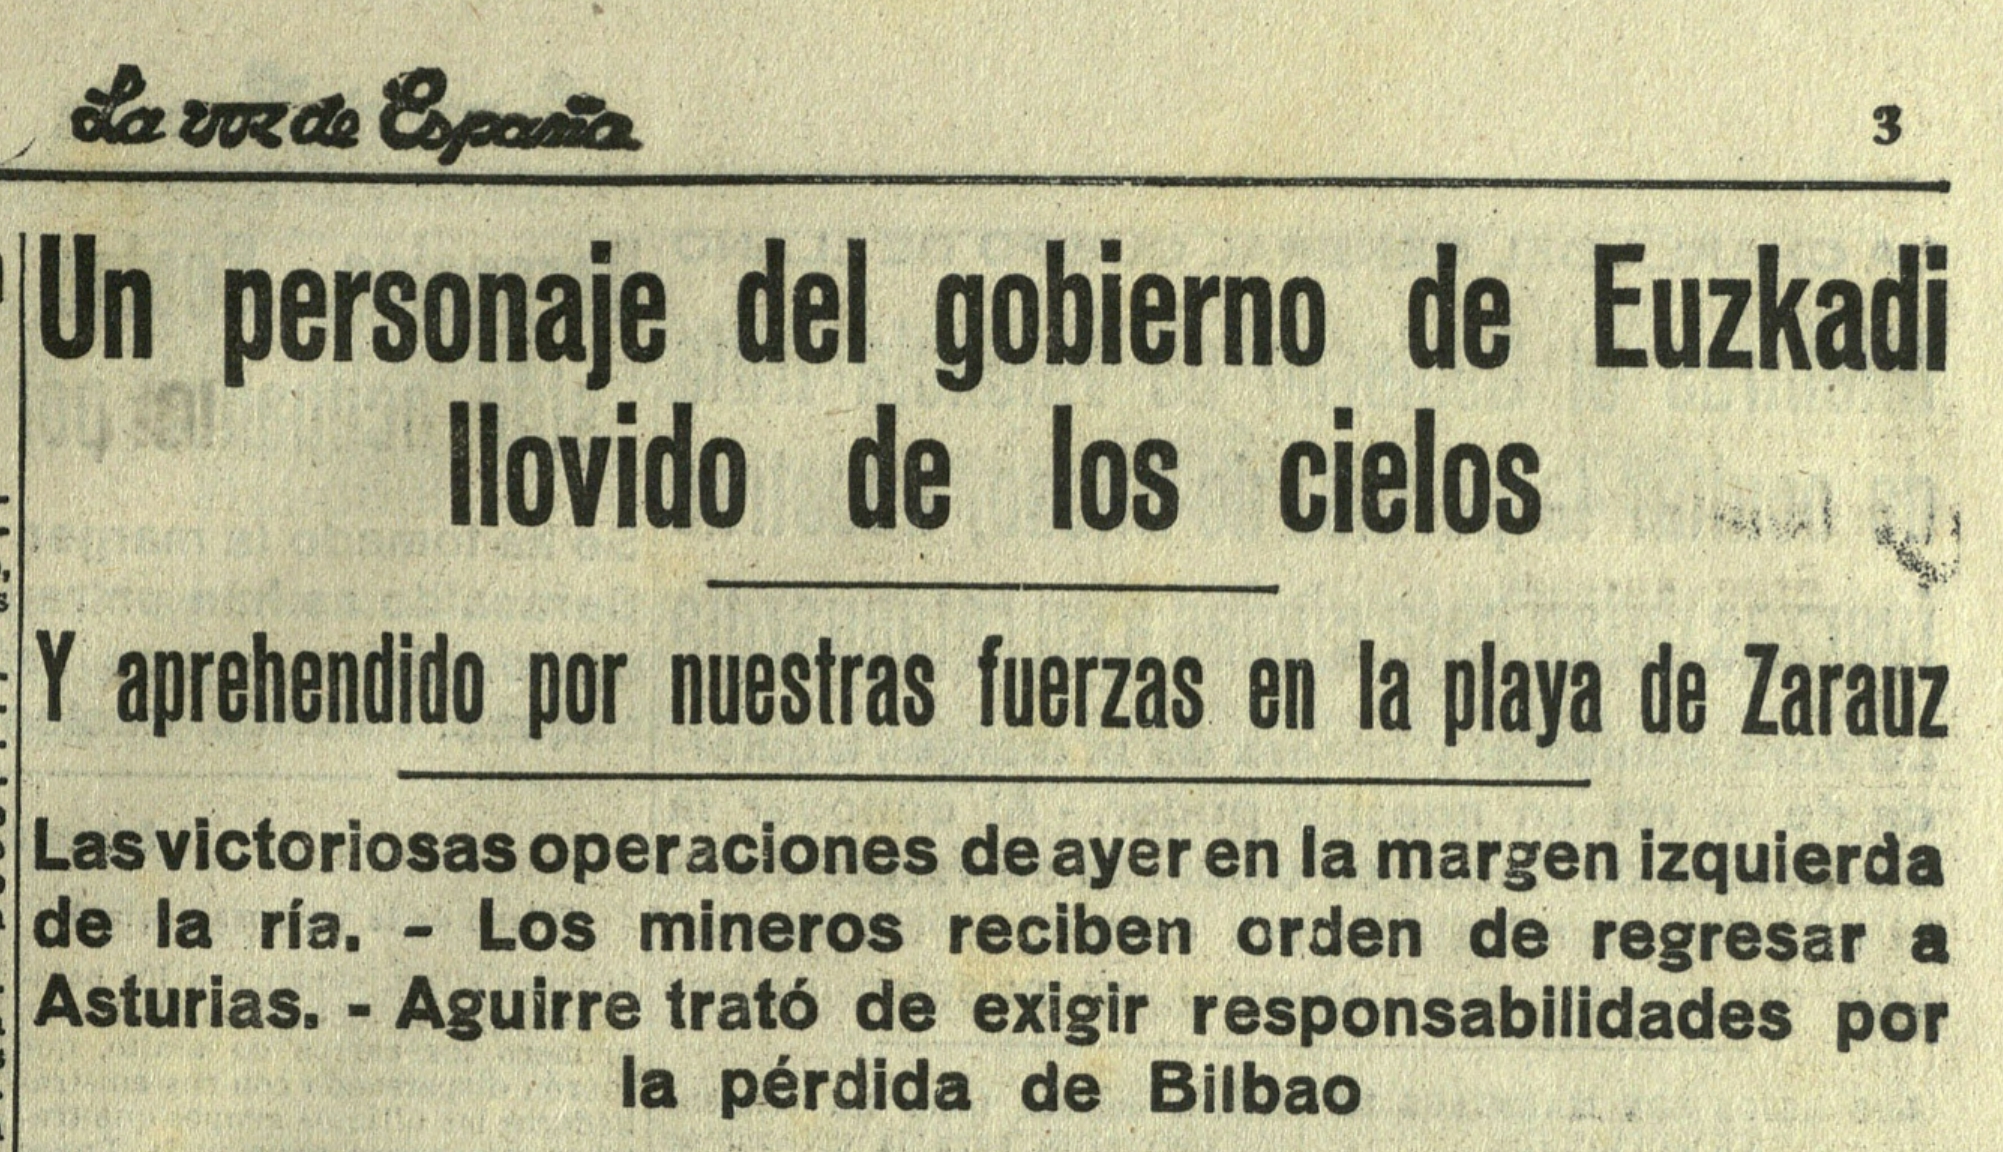 La voz de España
3
Un personaje del gobierno de Euzkadi
llovido de los cielos
Y aprehendido por nuestras fuerzas en la playa de Zarauz
Las victoriosas operaciones de ayer en la margen izquierda
de la ría. - Los mineros reciben orden de regresar a
Asturias. - Aguirre trató de exigir responsabilidades por
la pérdida de Bilbao